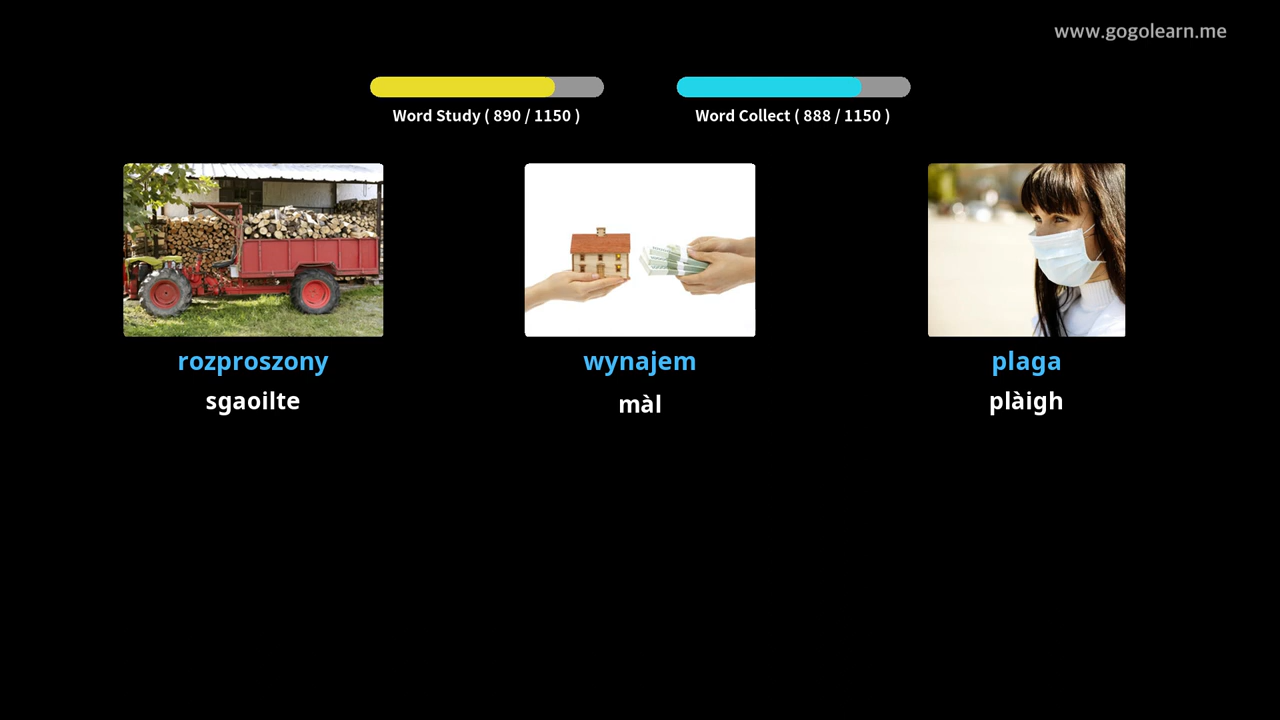 www.gogolearn.me
Word Study ( 890 / 1150 )
Word Collect ( 888 / 1150 )
rozproszony
sgaoilte
wynajem
màl
plaga
plàigh